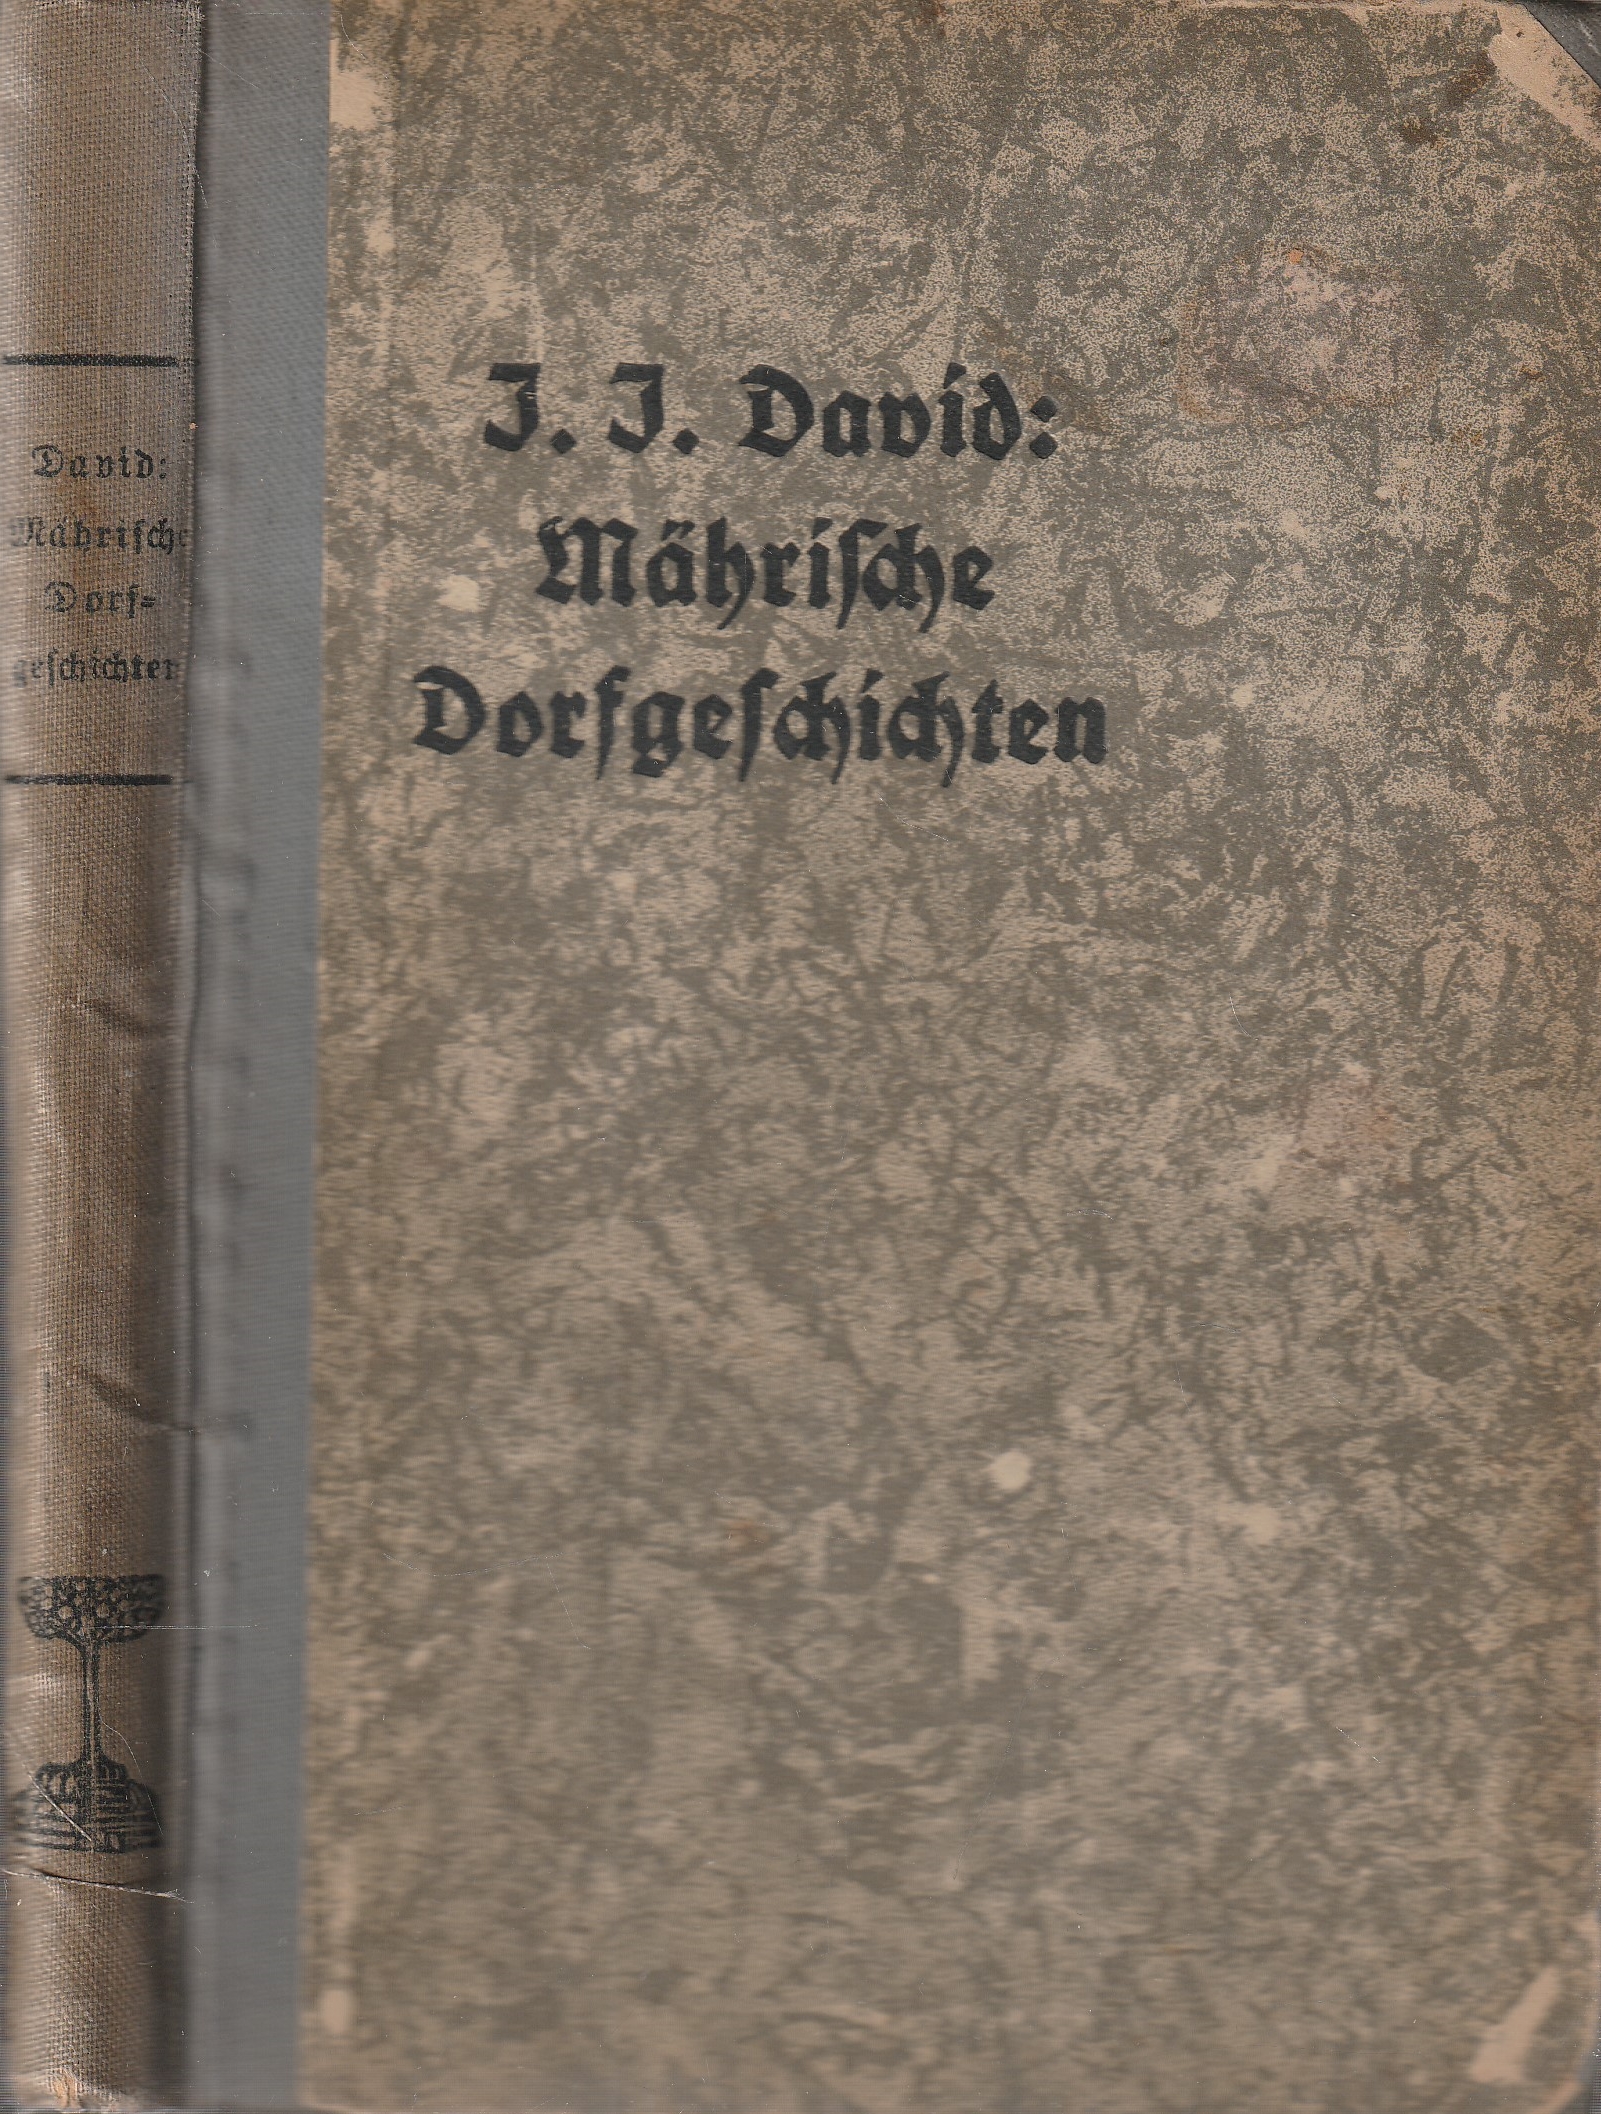 David:
Mährische
Dorf-
geschichten
J. J. David:
Mährische
Dorfgeschichten